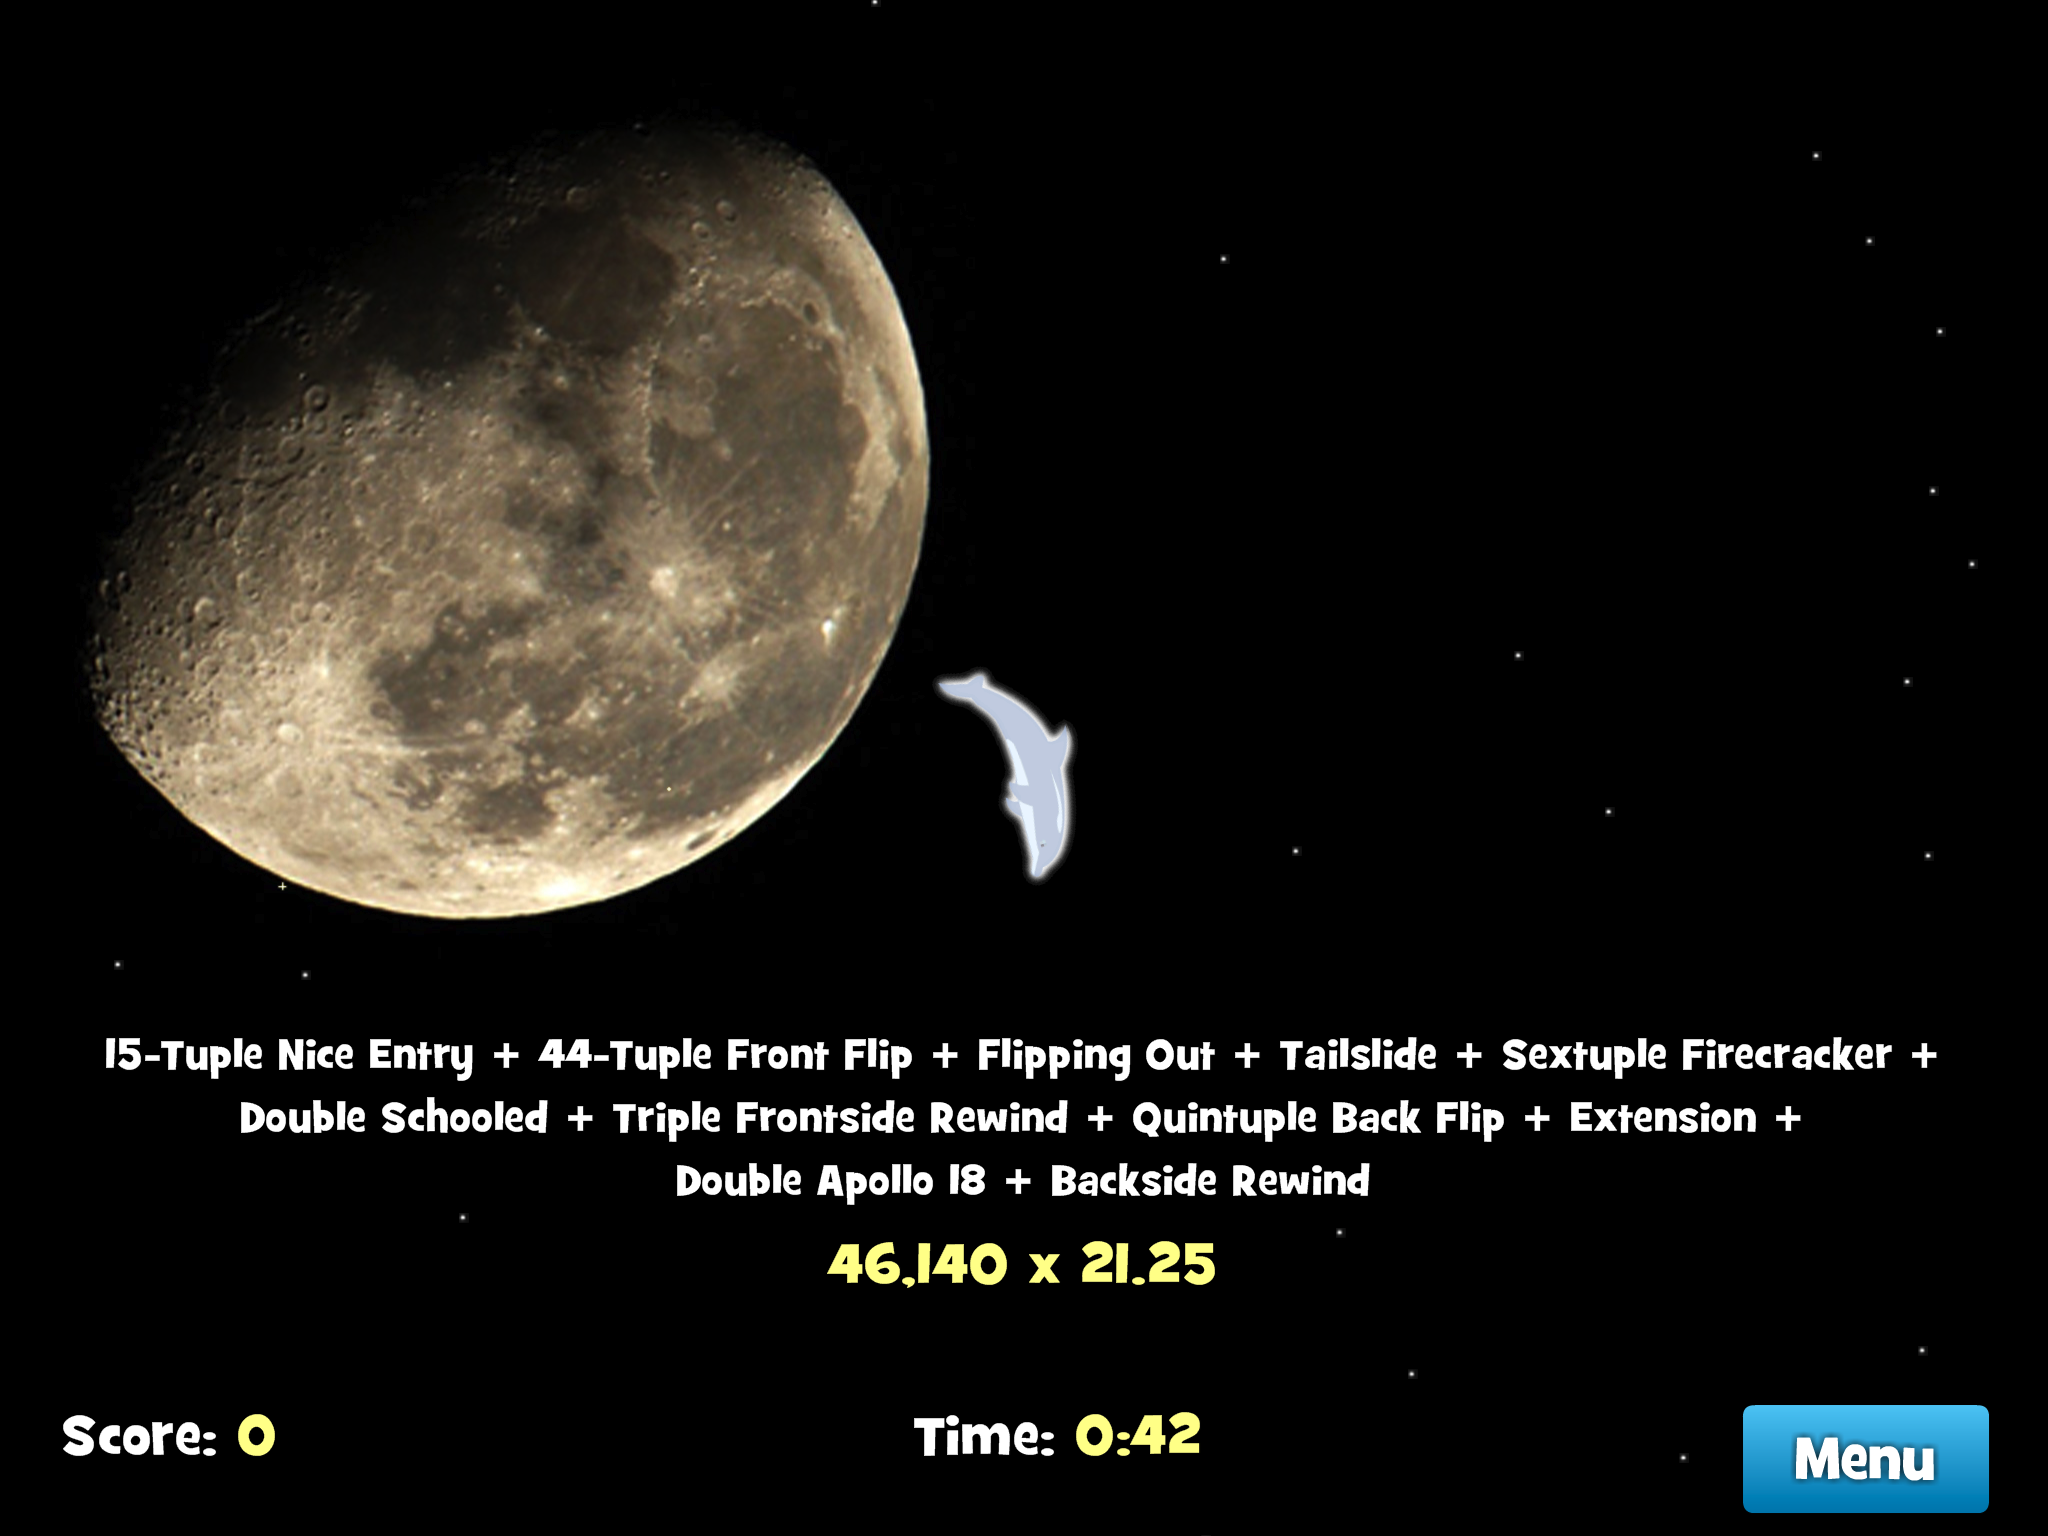 15-Tuple Nice Entry + 44-Tuple Front Flip + Flipping Out + Tailslide + Sextuple Firecracker +
Double Schooled + Triple Frontside Rewind + Quintuple Back Flip + Extension +
Double Apollo 18 + Backside Rewind
46,140 x 21.25
Score: 0
Time: 0:42
Menu